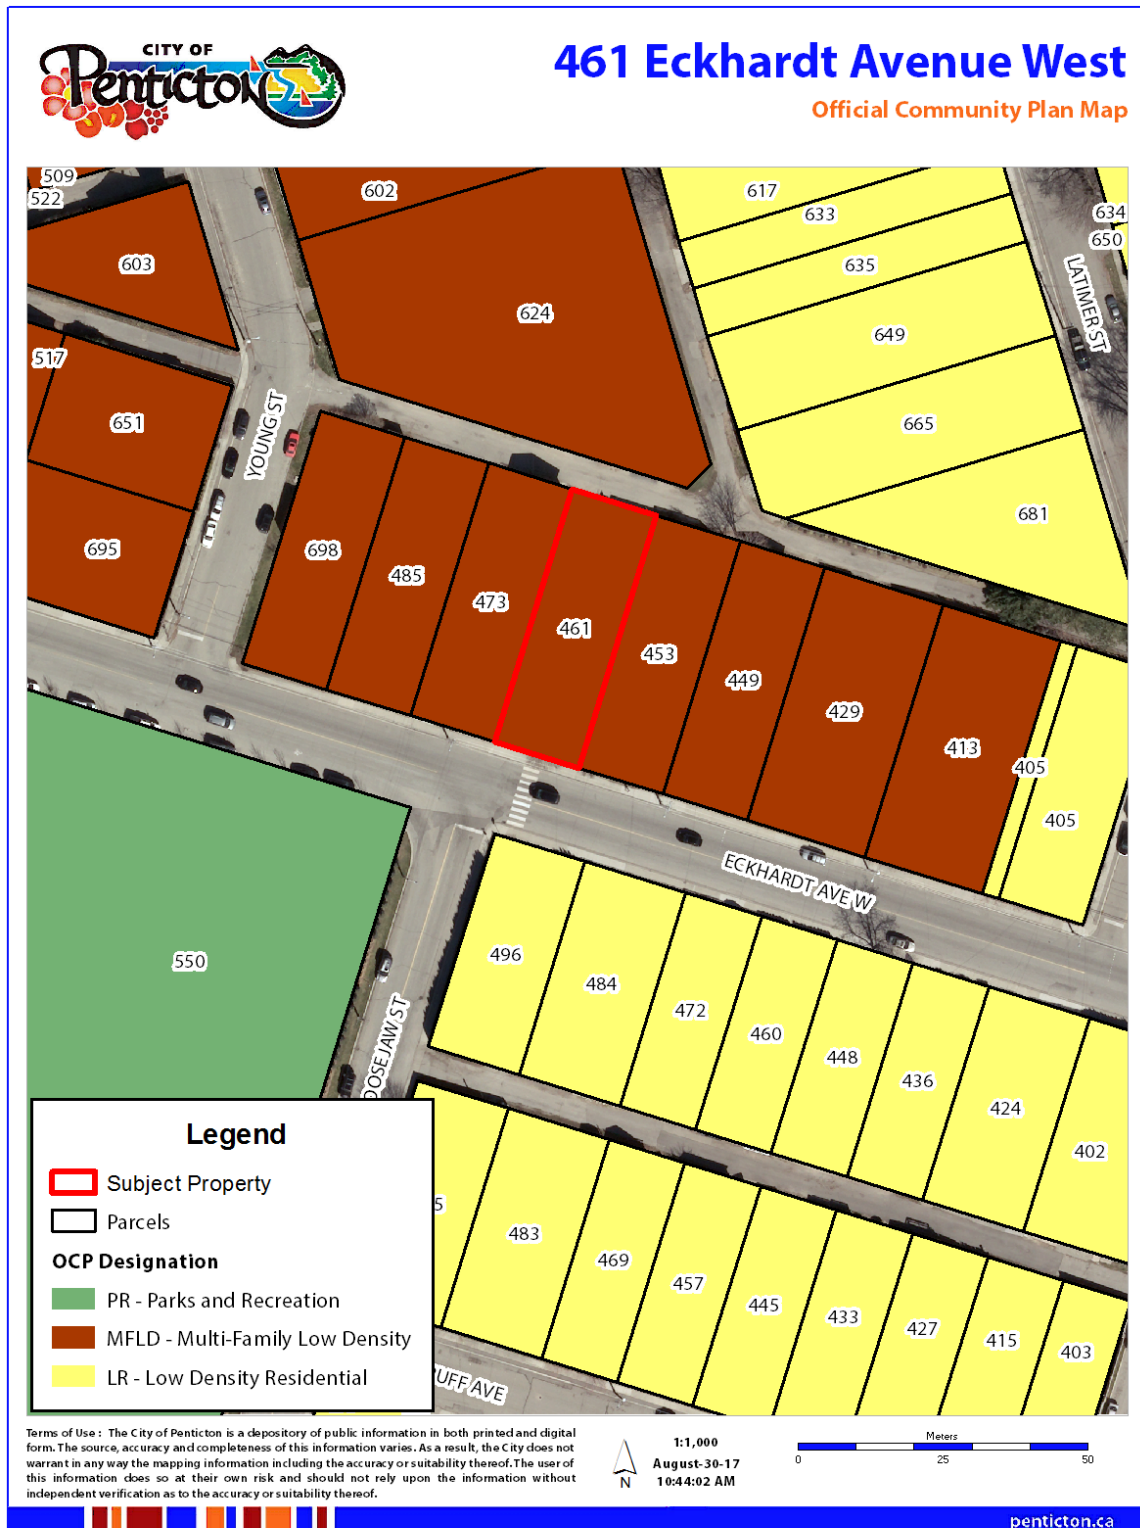 CITY OF
Penticton
461 Eckhardt Avenue West
Official Community Plan Map
509
522
602
617
633
634
650
603
635
624
LATIMER ST
649
517
651
YOUNG ST
665
681
695
698
485
473
461
453
449
429
413
405
405
ECKHARDT AVE W
550
496
484
472
460
448
436
424
402
OOSEJAW ST
5
483
469
457
445
433
427
415
403
UFF AVE
Legend
Subject Property
Parcels
OCP Designation
PR - Parks and Recreation
MFLD - Multi-Family Low Density
LR - Low Density Residential
Terms of Use : The City of Penticton is a depository of public information in both printed and digital
form. The source, accuracy and completeness of this information varies. As a result, the City does not
warrant in any way the mapping information including the accuracy or suitability thereof. The user of
this information does so at their own risk and should not rely upon the information without
independent verification as to the accuracy or suitability thereof.
N
1:1,000
August-30-17
10:44:02 AM
Meters
0 25 50
penticton.ca